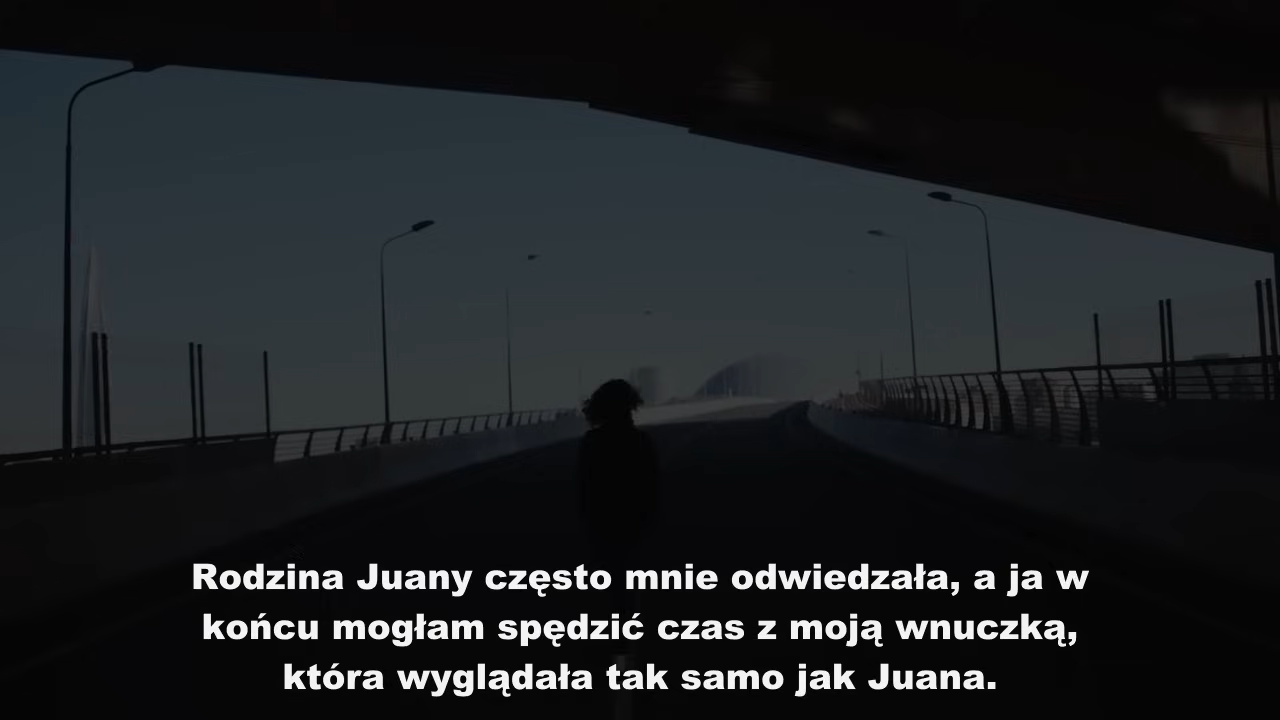 Rodzina Juany często mnie odwiedzała, a ja w
końcu mogłam spędzić czas z moją wnuczką,
która wyglądała tak samo jak Juana.